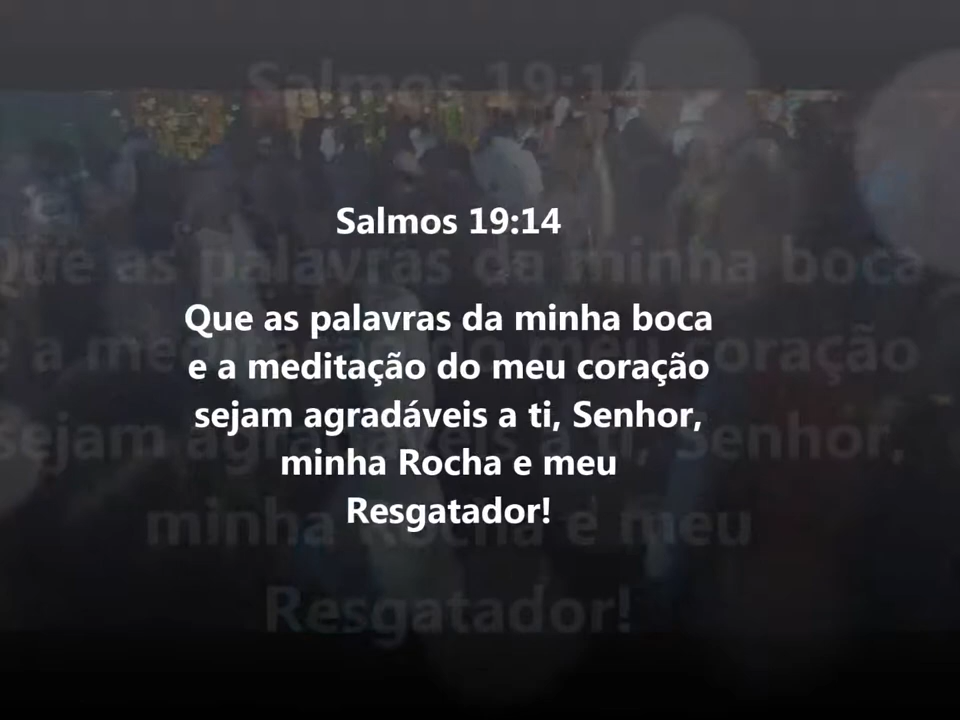 Salmos 19:14
Que as palavras da minha boca
e a meditação do meu coração
sejam agradáveis a ti, Senhor,
minha Rocha e meu
Resgatador!